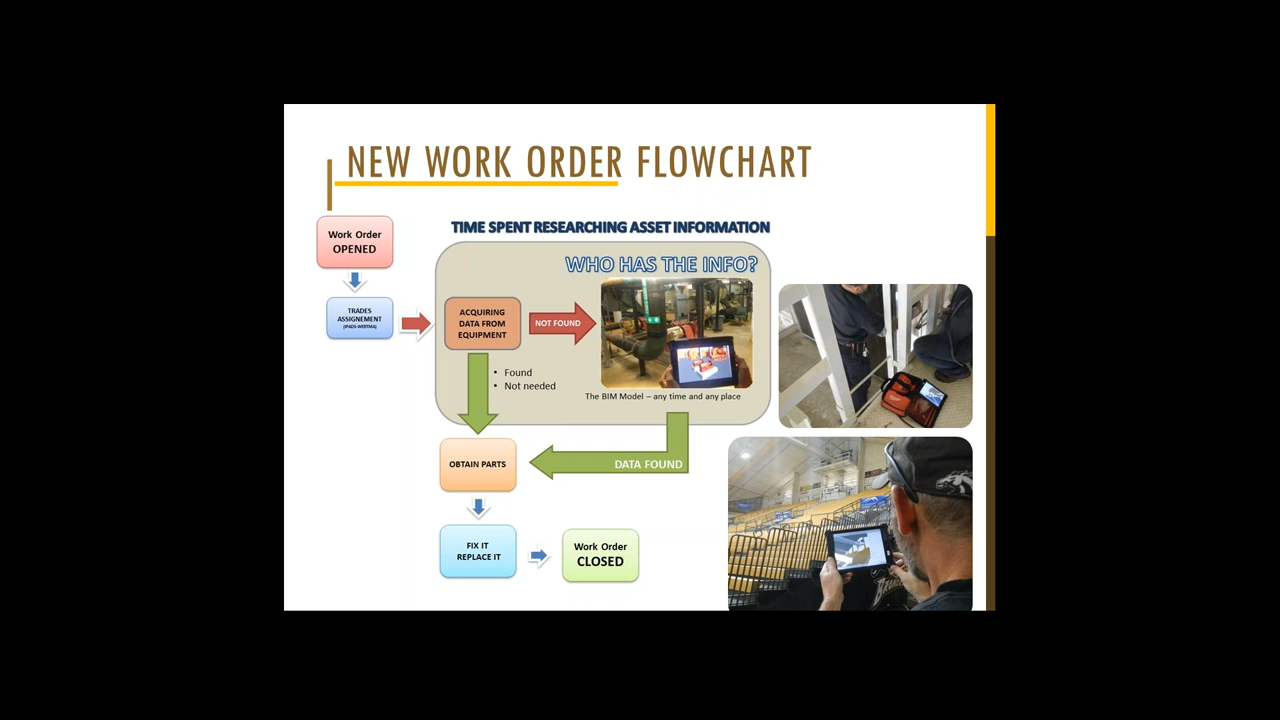 NEW WORK ORDER FLOWCHART
TIME SPENT RESEARCHING ASSET INFORMATION
Work Order
OPENED
WHO HAS THE INFO?
TRADES
ASSIGNEMENT
(IPADS-WEBTMA)
ACQUIRING
DATA FROM
EQUIPMENT
NOT FOUND
• Found
• Not needed
The BIM Model – any time and any place
OBTAIN PARTS
DATA FOUND
FIX IT
REPLACE IT
Work Order
CLOSED